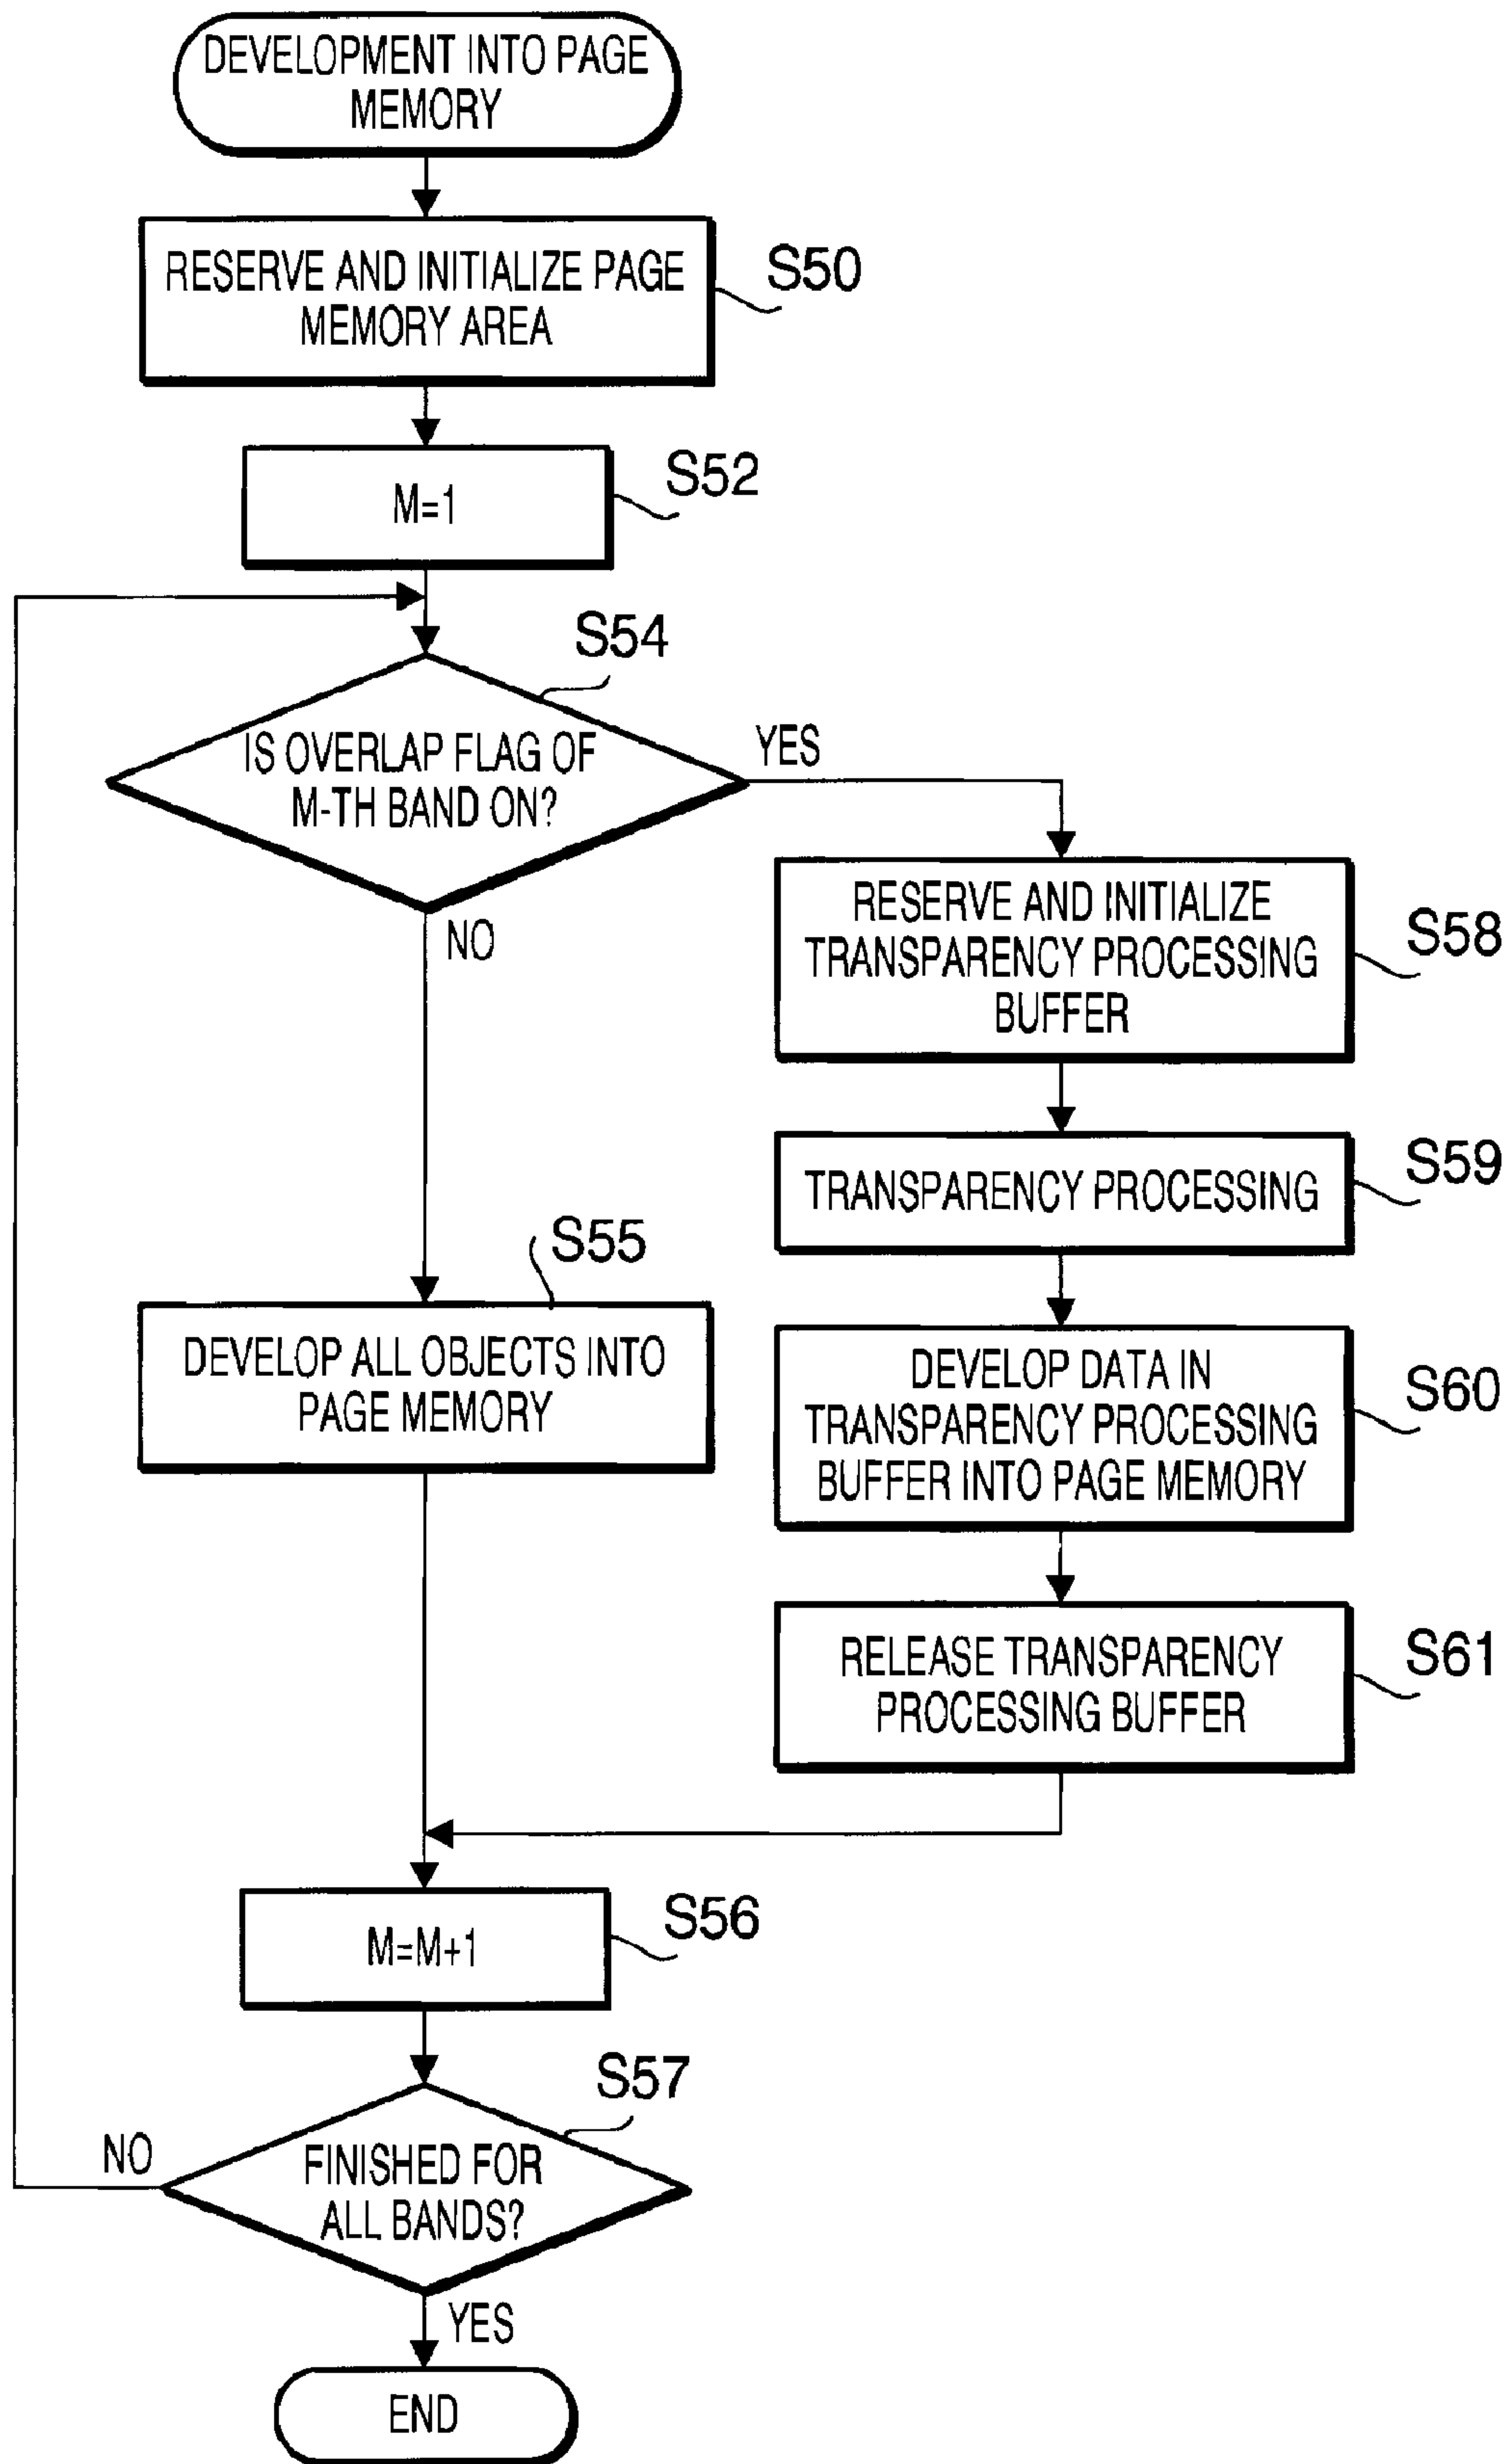 DEVELOPMENT INTO PAGE
MEMORY
RESERVE AND INITIALIZE PAGE
MEMORY AREA
S50
M=1
S52
S54
IS OVERLAP FLAG OF
M-TH BAND ON?
YES
NO
RESERVE AND INITIALIZE
TRANSPARENCY PROCESSING
BUFFER
S58
TRANSPARENCY PROCESSING
S59
S55
DEVELOP ALL OBJECTS INTO
PAGE MEMORY
DEVELOP DATA IN
TRANSPARENCY PROCESSING
BUFFER INTO PAGE MEMORY
S60
RELEASE TRANSPARENCY
PROCESSING BUFFER
S61
M=M+1
S56
S57
FINISHED FOR
ALL BANDS?
NO
YES
END